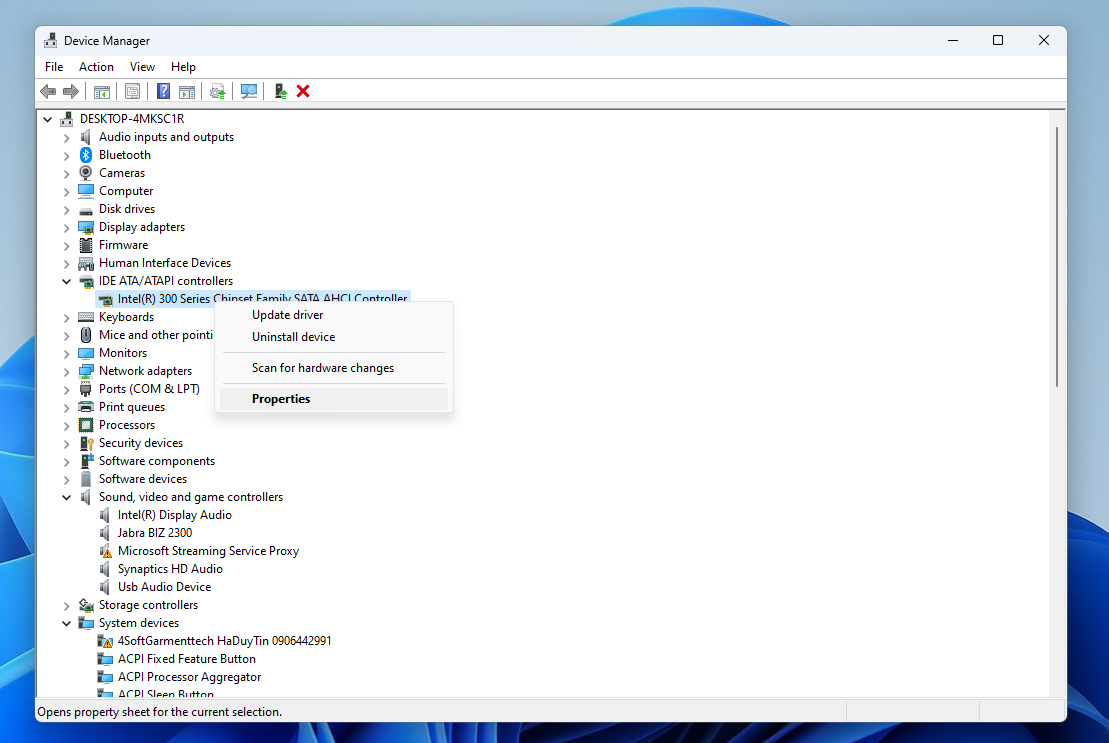 Device Manager
File Action View Help
DESKTOP-4MKSC1R
Audio inputs and outputs
Bluetooth
Cameras
Computer
Disk drives
Display adapters
Firmware
Human Interface Devices
IDE ATA/ATAPI controllers
Intel(R) 300 Series Chipset Family SATA AHCI Controller
Update driver
Uninstall device
Scan for hardware changes
Properties
Keyboards
Mice and other pointi
Monitors
Network adapters
Ports (COM & LPT)
Print queues
Processors
Security devices
Software components
Software devices
Sound, video and game controllers
Intel(R) Display Audio
Jabra BIZ 2300
Microsoft Streaming Service Proxy
Synaptics HD Audio
Usb Audio Device
Storage controllers
System devices
4SoftGarmenttech HaDuyTin 0906442991
ACPI Fixed Feature Button
ACPI Processor Aggregator
ACPI Sleep Button
Opens property sheet for the current selection.